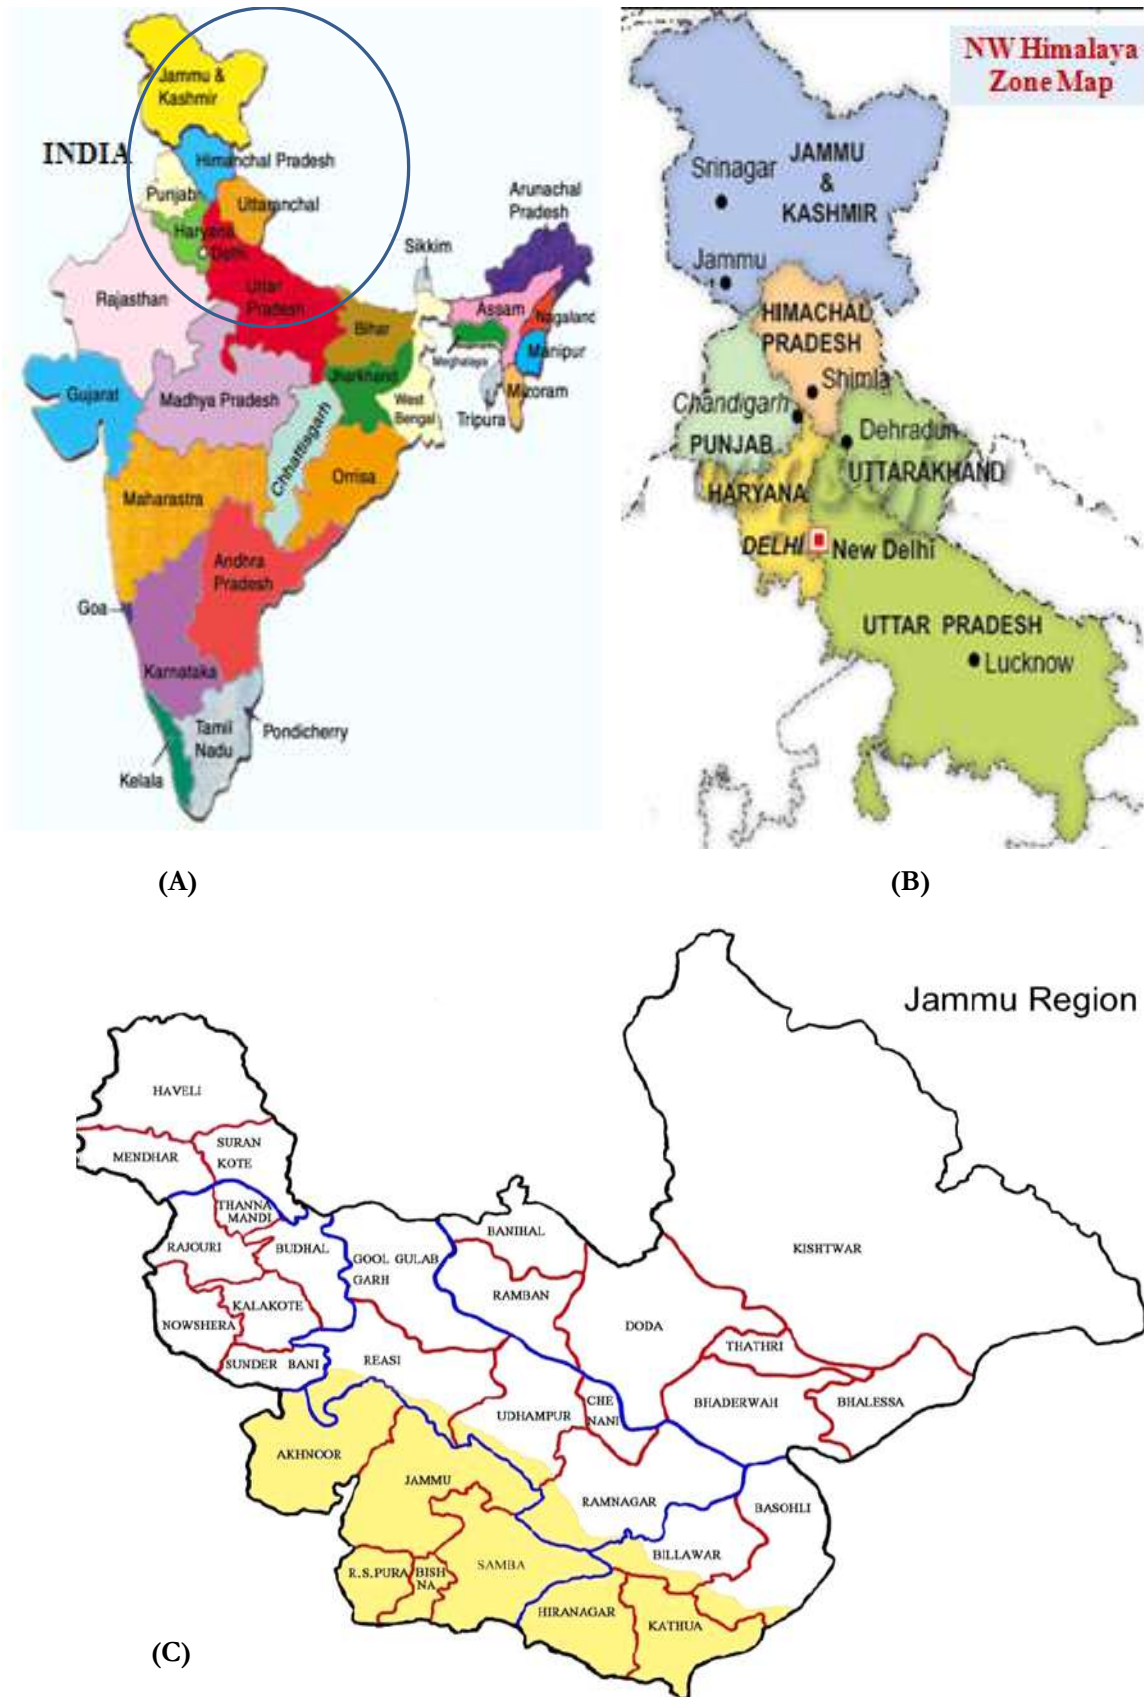 INDIA
Jammu &
Kashmir
Himanchal Pradesh
Punjab
Uttaranchal
Haryana
Delhi
Rajasthan
Uttar
Pradesh
Arunachal
Pradesh
Sikkim
Assam
Nagaland
Meghalaya
Manipur
Bihar
Jharkhand
West
Bengal
Tripura
Mizoram
Gujarat
Madhya Pradesh
Chhattisgarh
Orrisa
Maharastra
Andhra
Pradesh
Goa
Karnataka
Tamil
Nadu
Pondicherry
Kelala
(A)
NW Himalaya
Zone Map
JAMMU
&
KASHMIR
Srinagar
Jammu
HIMACHAL
PRADESH
Shimla
Chandigarh
PUNJAB
Dehradun
UTTARAKHAND
HARYANA
DELHI
New Delhi
UTTAR PRADESH
Lucknow
(B)
Jammu Region
HAVELI
MENDHAR
SURAN
KOTE
THANNA
MANDI
RAJOURI
BUDHAL
GOOL GULAB
GARH
BANIHAL
RAMBAN
KISHTWAR
NOWSHERA
KALAKOTE
DODA
THATHRI
SUNDER BANI
REASI
UDHAMPUR
CHE
NANI
BHADERWAH
BHALESSA
AKHNOOR
JAMMU
RAMNAGAR
BASOHLI
BILLAWAR
R.S.PURA
BISH
NA
SAMBA
HIRANAGAR
KATHUA
(C)